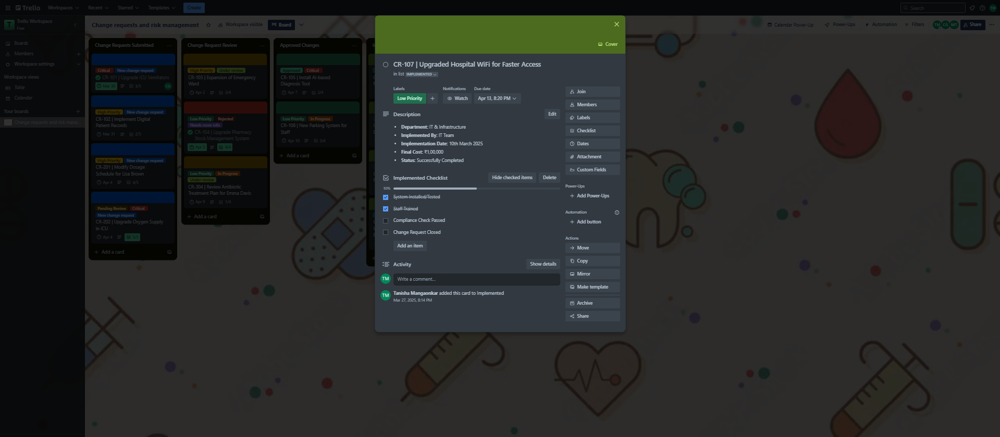 Trello
Workspaces
Recent
Starred
Templates
Create
Search
TM
T
Trello Workspace
Free
Change requests and risk management
Workspace visible
Board
Calendar Power-Up
Power-Ups
Automation
Filters
TM
CG
MT
Share
Boards
Members
Workspace settings
Workspace views
Table
Calendar
Your boards
Change requests and risk mana...
Change Requests Submitted
Critical
New change request
CR-101 | Upgrade ICU Ventilators
Mar 30
3/5
CG
High Priority
New change request
CR-102 | Implement Digital
Patient Records
Mar 31
2/5
High Priority
New change request
CR-201 | Modify Dosage
Schedule for Lisa Brown
Apr 4
4/5
Pending Review
Critical
New change request
CR-202 | Upgrade Oxygen Supply
in ICU
Apr 4
5/5
Add a card
Change Request Review
High Priority
Under review
CR-103 | Expansion of Emergency
Ward
Apr 2
3/4
Low Priority
Rejected
Needs more info
CR-104 | Upgrade Pharmacy
Stock Management System
Apr 3
4/4
Low Priority
In Progress
Under review
CR-304 | Review Antibiotic
Treatment Plan for Emma Davis
Apr 9
1/4
Add a card
Approved Changes
Approved
Critical
CR-105 | Install AI-based
Diagnosis Tool
Apr 7
2/4
Low Priority
In Progress
CR-106 | New Parking System for
Staff
Apr 10
3/4
Add a card
Cover
CR-107 | Upgraded Hospital WiFi for Faster Access
in list IMPLEMENTED
Labels
Notifications
Due date
Low Priority
Watch
Apr 13, 8:20 PM
Description
Edit
• Department: IT & Infrastructure
• Implemented By: IT Team
• Implementation Date: 10th March 2025
• Final Cost: ₹1,00,000
• Status: Successfully Completed
Implemented Checklist
Hide checked items
Delete
50%
System Installed/Tested
Staff Trained
Compliance Check Passed
Change Request Closed
Add an item
Activity
Show details
TM
Write a comment...
TM
Tanisha Mangaonkar added this card to Implemented
Mar 27, 2025, 8:14 PM
Join
Members
Labels
Checklist
Dates
Attachment
Custom Fields
Power-Ups
Add Power-Ups
Automation
Add button
Actions
Move
Copy
Mirror
Make template
Archive
Share